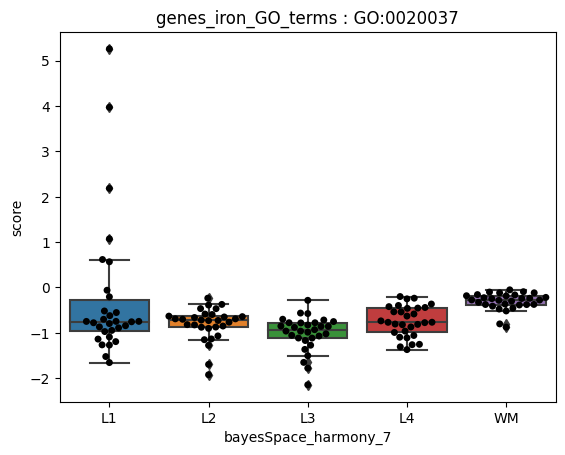 genes_iron_GO_terms : GO:0020037
5
4
3
2
1
0
−1
−2
score
L1 L2 L3 L4 WM
bayesSpace_harmony_7